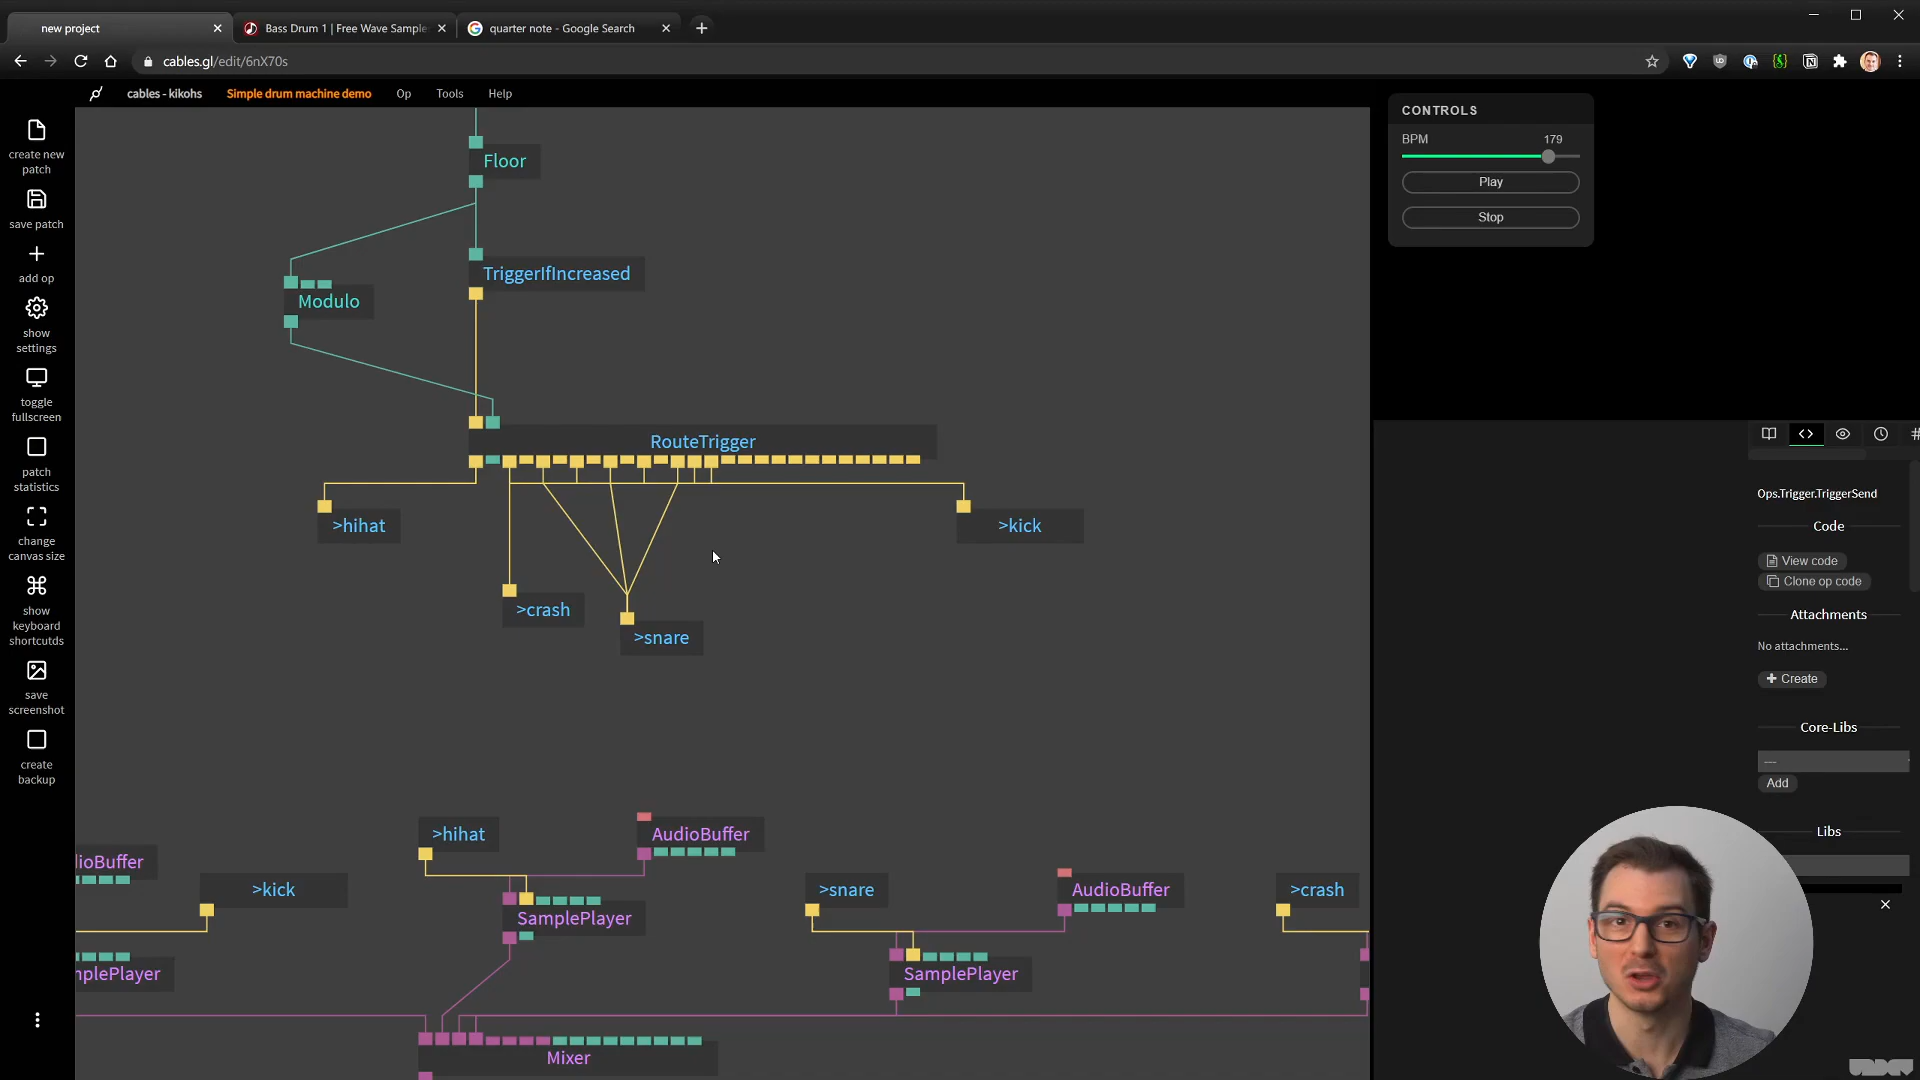 new project
Bass Drum 1 | Free Wave Sample
quarter note - Google Search
cables.gl/edit/6nX70s
cables - kikohs
Simple drum machine demo
Op
Tools
Help
create new
patch
save patch
add op
show
settings
toggle
fullscreen
patch
statistics
change
canvas size
show
keyboard
shortcutds
save
screenshot
create
backup
Floor
TriggerIfIncreased
Modulo
RouteTrigger
>hihat
>kick
>crash
>snare
>hihat
AudioBuffer
dioBuffer
>kick
SamplePlayer
>snare
AudioBuffer
>crash
mplePlayer
SamplePlayer
Mixer
CONTROLS
BPM
179
Play
Stop
Ops.Trigger.TriggerSend
Code
View code
Clone op code
Attachments
No attachments...
+ Create
Core-Libs
---
Add
Libs